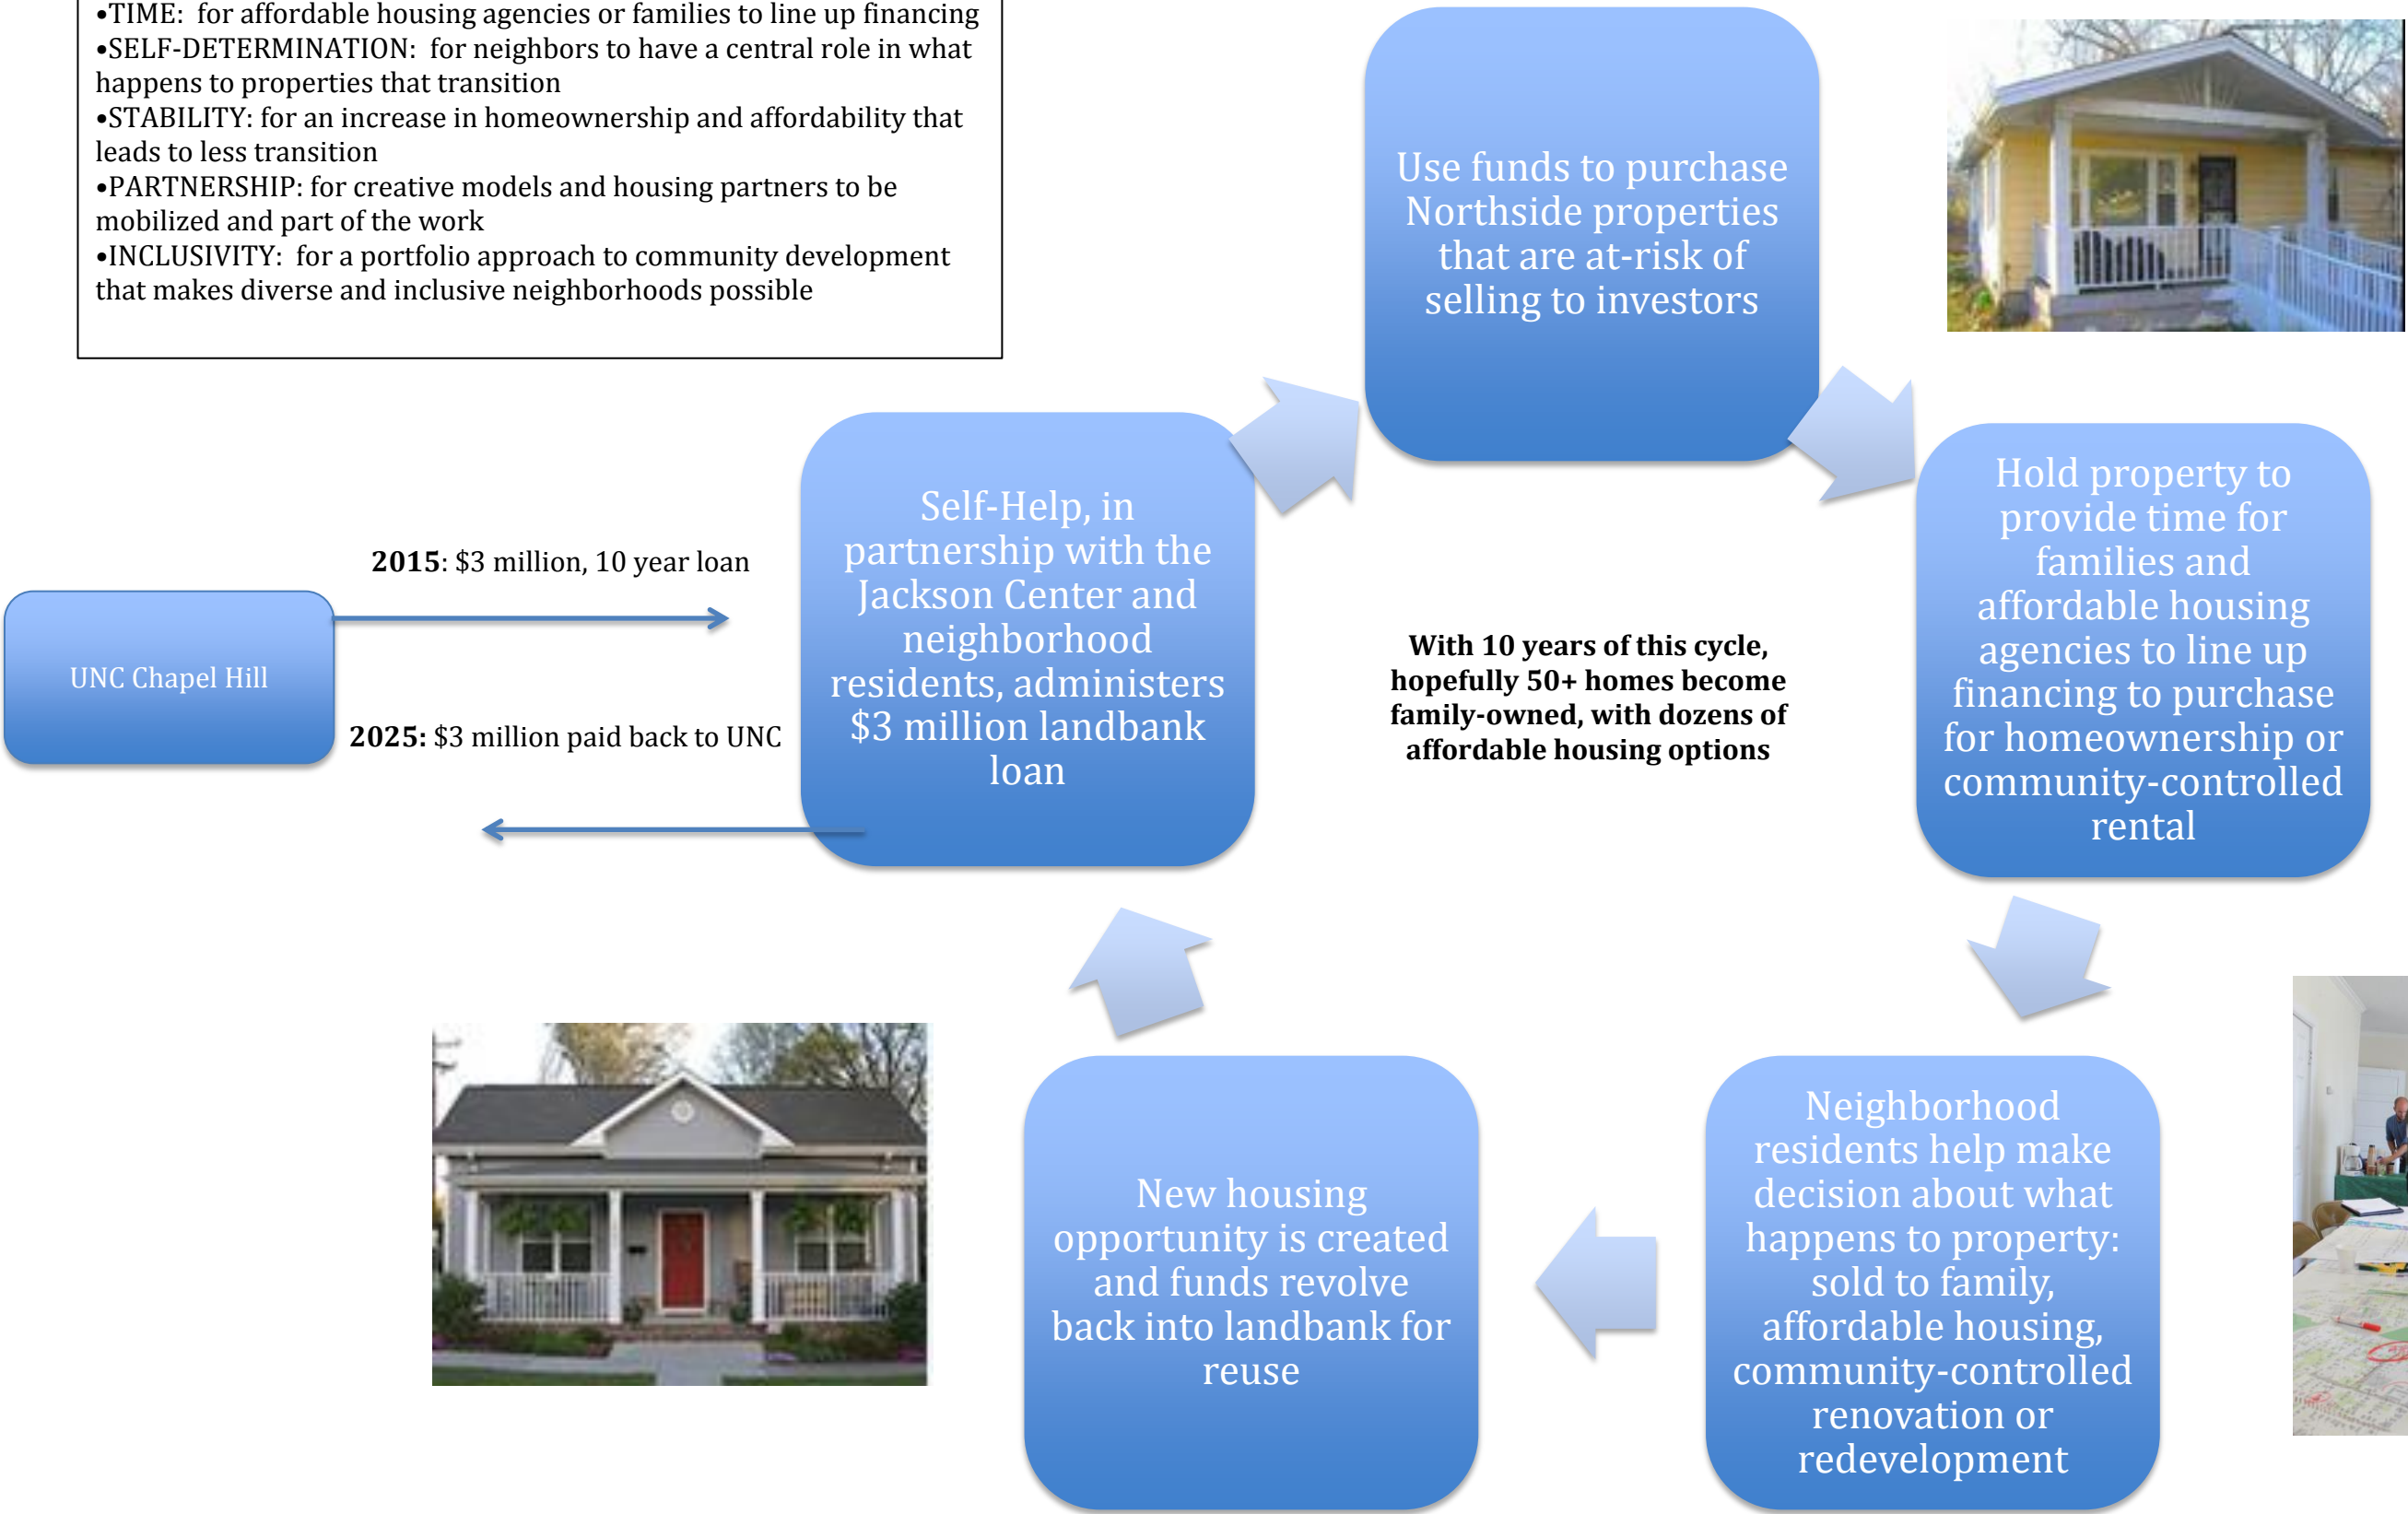 •TIME:  for affordable housing agencies or families to line up financing
•SELF-DETERMINATION:  for neighbors to have a central role in what
happens to properties that transition
•STABILITY: for an increase in homeownership and affordability that
leads to less transition
•PARTNERSHIP: for creative models and housing partners to be
mobilized and part of the work
•INCLUSIVITY:  for a portfolio approach to community development
that makes diverse and inclusive neighborhoods possible
UNC Chapel Hill
2015: $3 million, 10 year loan
2025: $3 million paid back to UNC
Self-Help, in
partnership with the
Jackson Center and
neighborhood
residents, administers
$3 million landbank
loan
Use funds to purchase
Northside properties
that are at-risk of
selling to investors
Hold property to
provide time for
families and
affordable housing
agencies to line up
financing to purchase
for homeownership or
community-controlled
rental
With 10 years of this cycle,
hopefully 50+ homes become
family-owned, with dozens of
affordable housing options
Neighborhood
residents help make
decision about what
happens to property:
sold to family,
affordable housing,
community-controlled
renovation or
redevelopment
New housing
opportunity is created
and funds revolve
back into landbank for
reuse